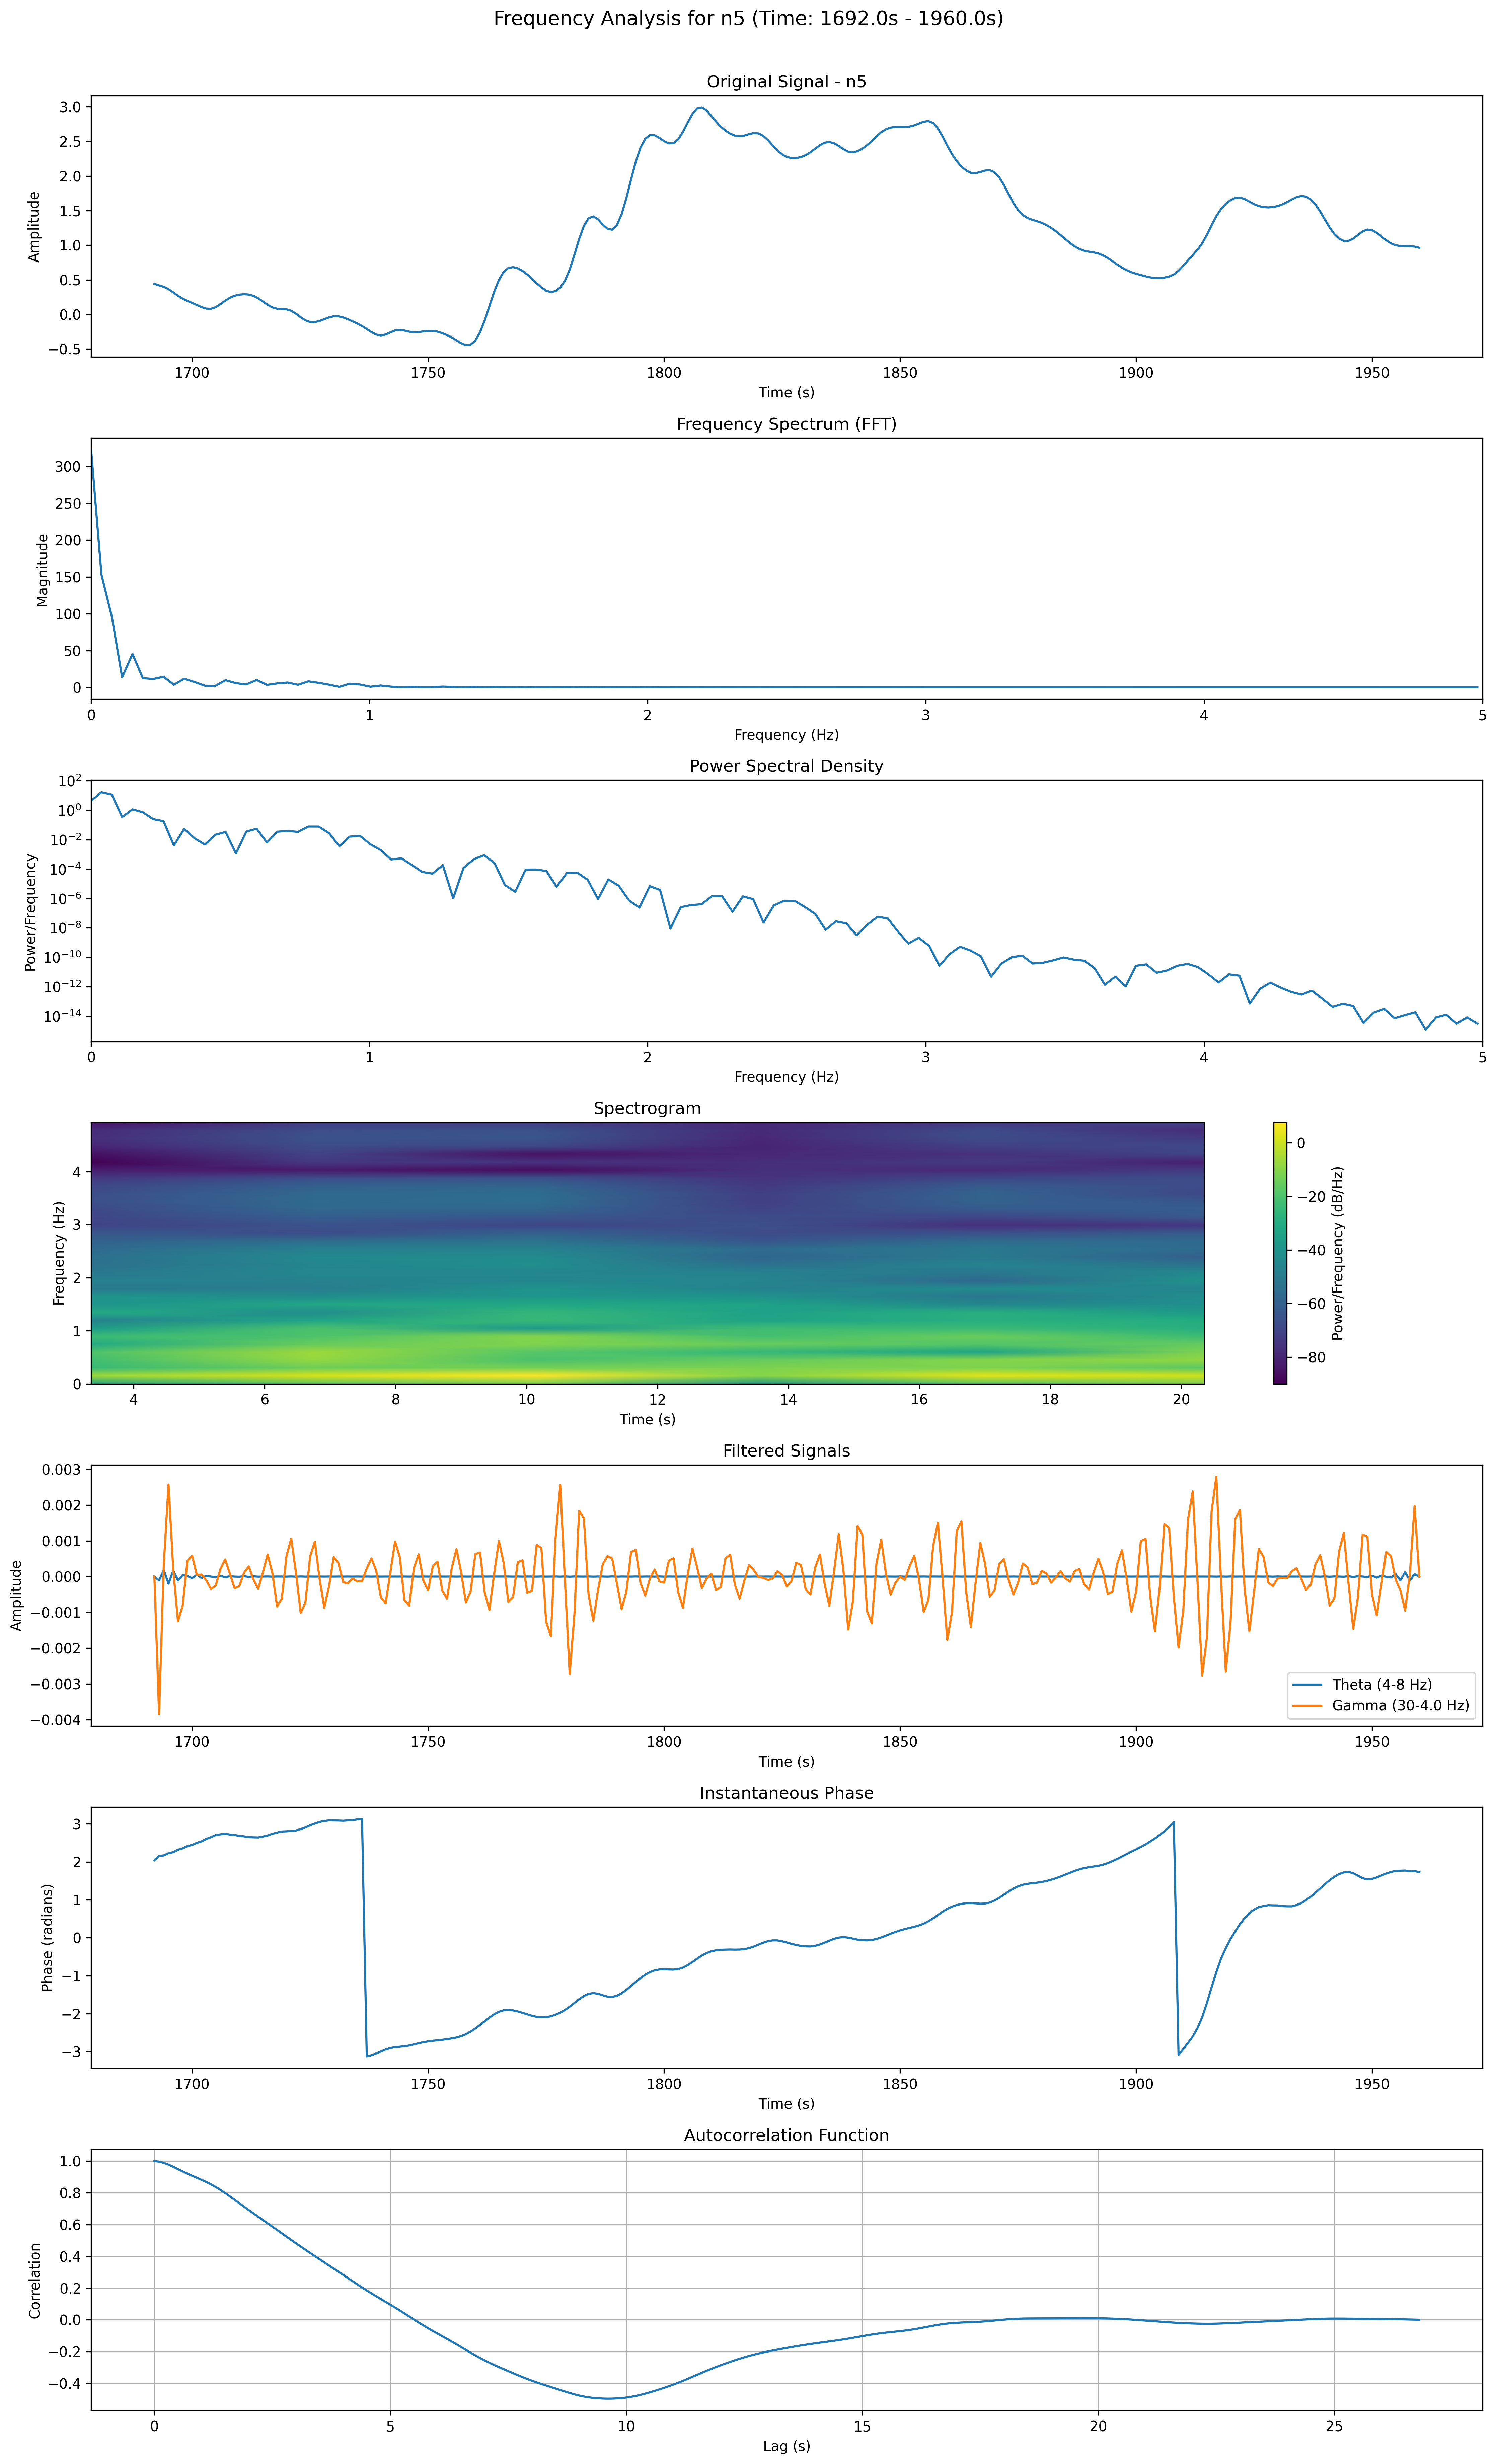 Frequency Analysis for n5 (Time: 1692.0s - 1960.0s)
Original Signal - n5
Amplitude
3.0
2.5
2.0
1.5
1.0
0.5
0.0
−0.5
1700 1750 1800 1850 1900 1950
Time (s)
Frequency Spectrum (FFT)
Magnitude
300
250
200
150
100
50
0
0 1 2 3 4 5
Frequency (Hz)
Power Spectral Density
Power/Frequency
10²
10⁰
10⁻²
10⁻⁴
10⁻⁶
10⁻⁸
10⁻¹⁰
10⁻¹²
10⁻¹⁴
0 1 2 3 4 5
Frequency (Hz)
Spectrogram
Frequency (Hz)
4
3
2
1
0
4 6 8 10 12 14 16 18 20
Time (s)
0
−20
−40
−60
−80
Power/Frequency (dB/Hz)
Filtered Signals
Amplitude
0.003
0.002
0.001
0.000
−0.001
−0.002
−0.003
−0.004
Theta (4-8 Hz)
Gamma (30-4.0 Hz)
1700 1750 1800 1850 1900 1950
Time (s)
Instantaneous Phase
Phase (radians)
3
2
1
0
−1
−2
−3
1700 1750 1800 1850 1900 1950
Time (s)
Autocorrelation Function
Correlation
1.0
0.8
0.6
0.4
0.2
0.0
−0.2
−0.4
0 5 10 15 20 25
Lag (s)